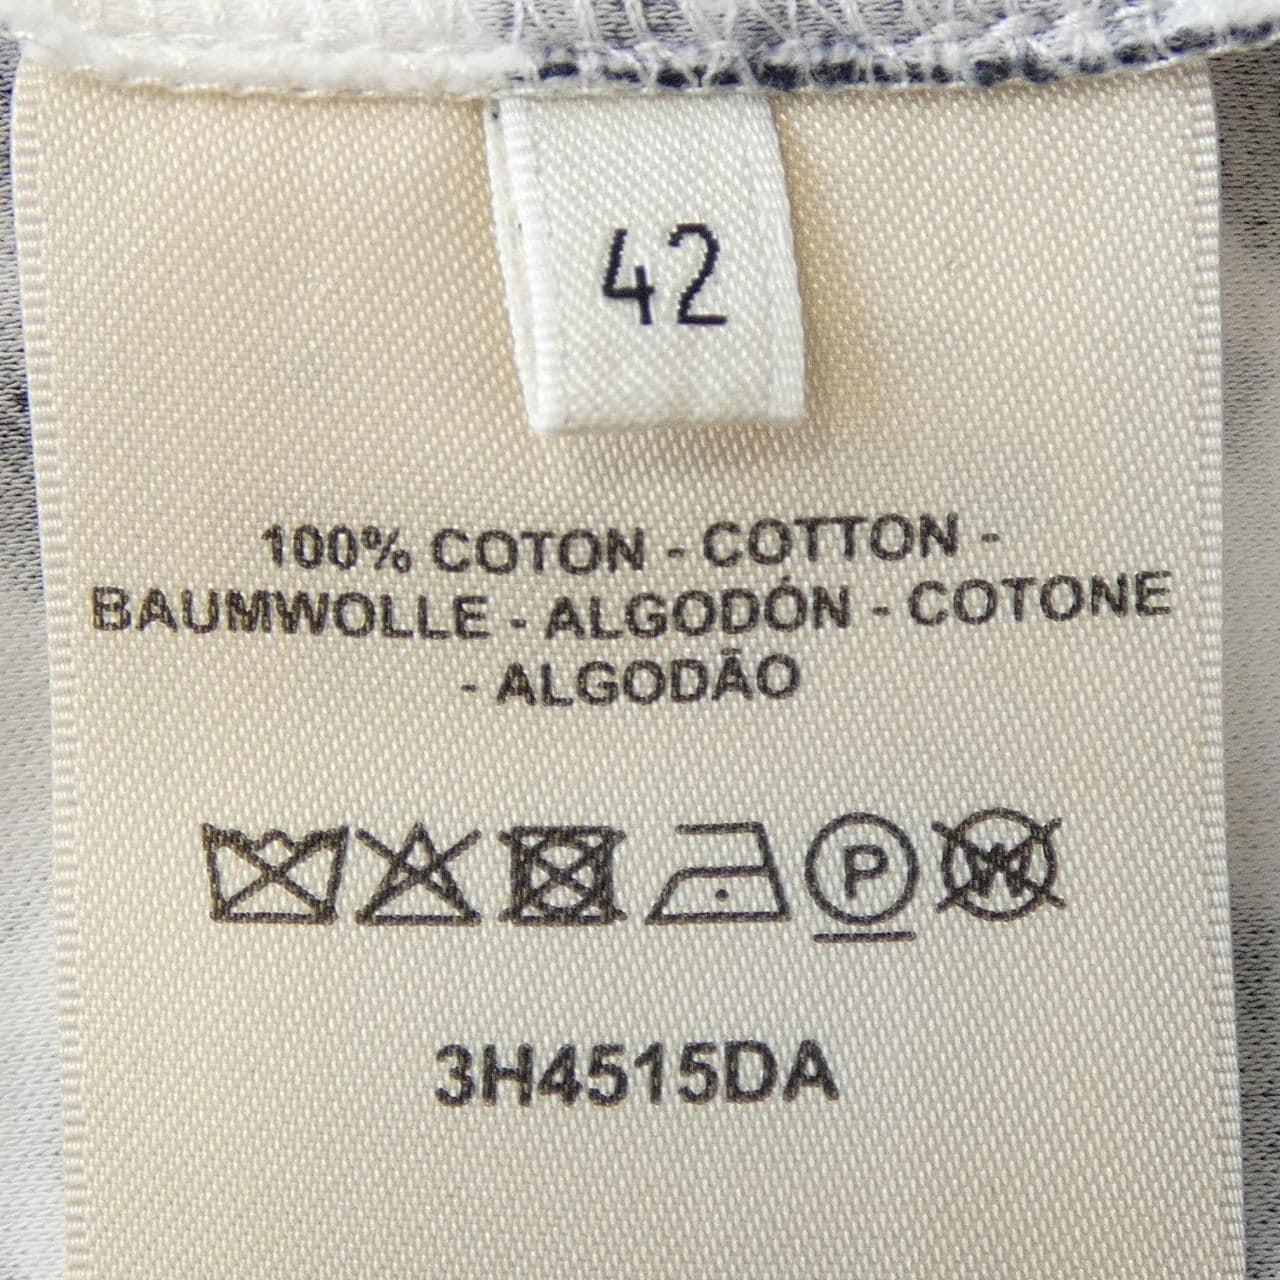 42
100% COTON - COTTON -
BAUMWOLLE - ALGODÓN - COTONE
- ALGODÃO
P W
3H4515DA